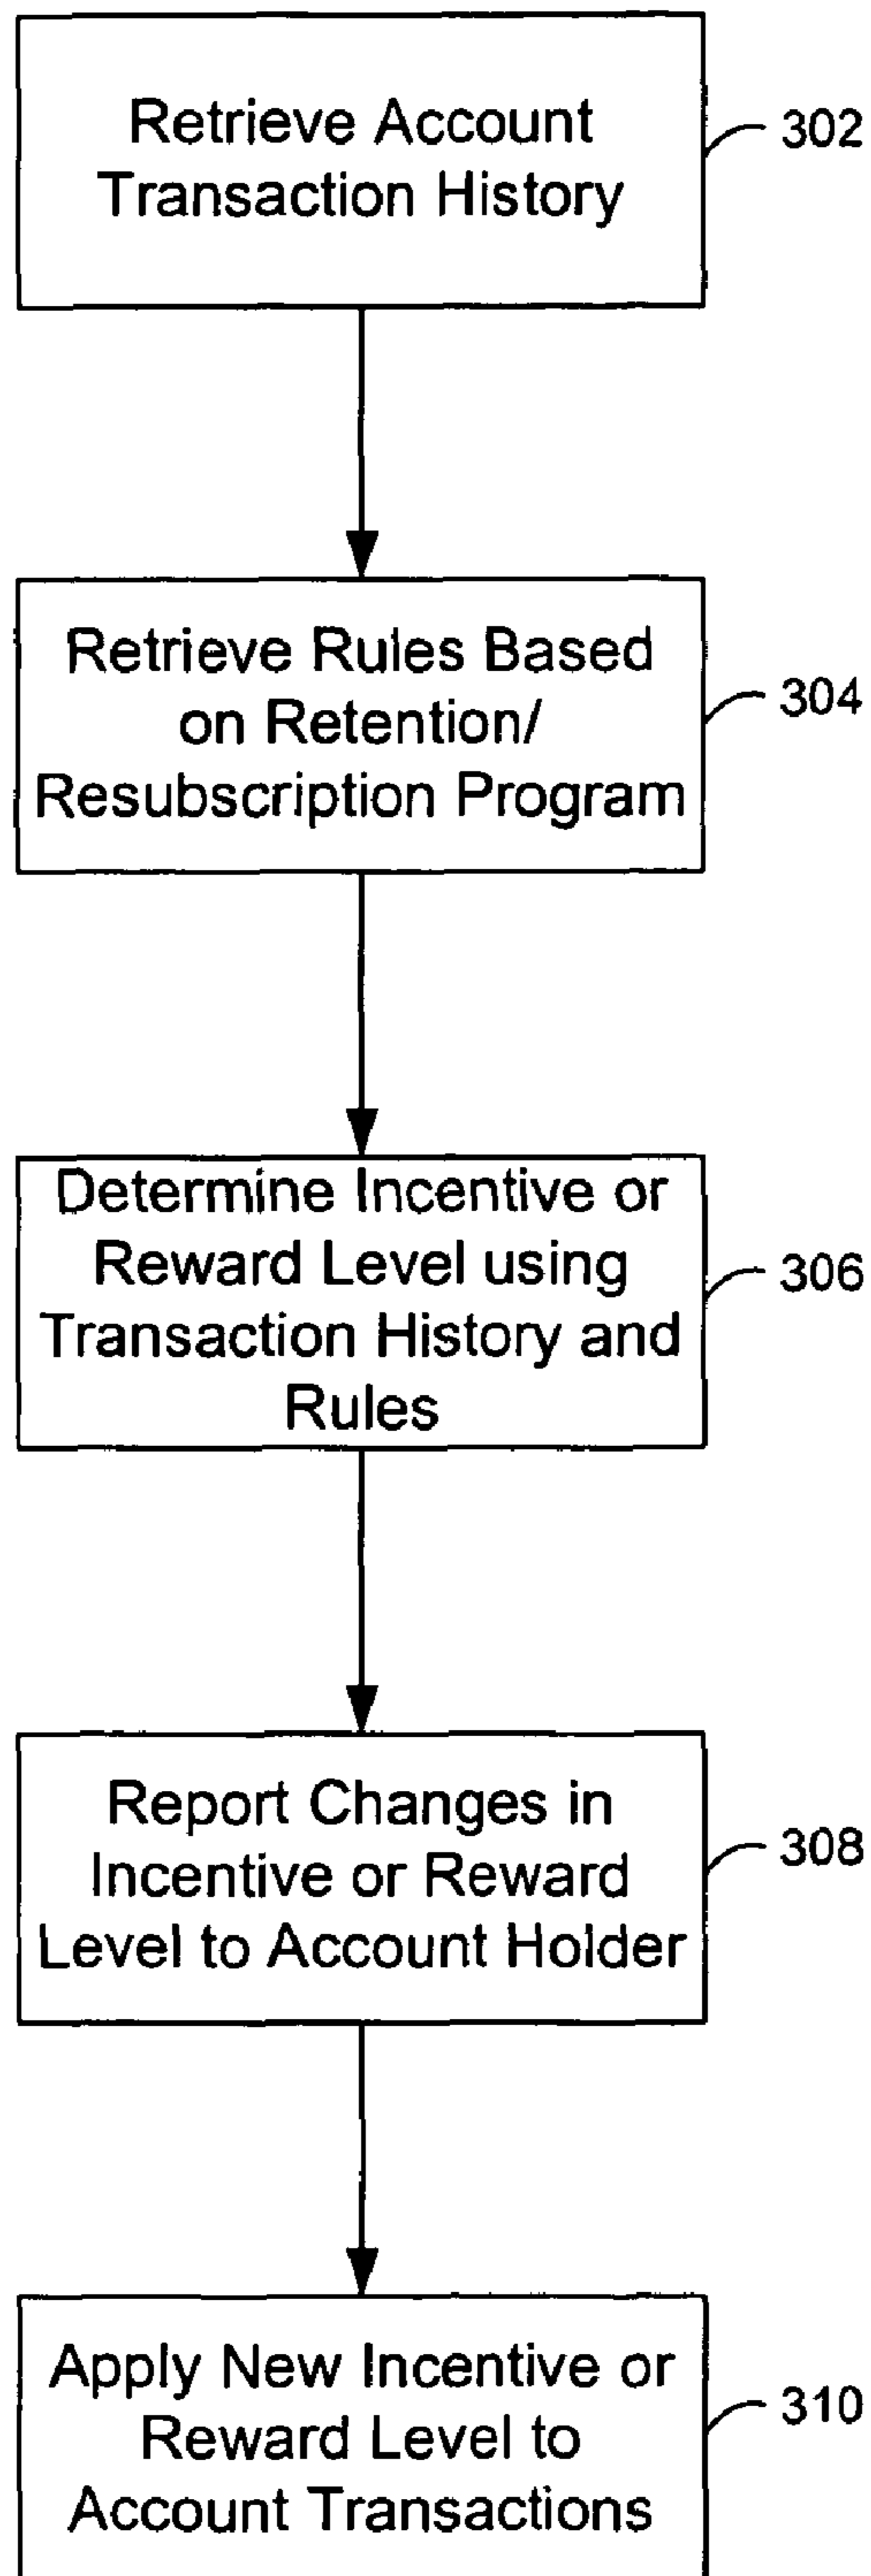 Retrieve Account
Transaction History
302
Retrieve Rules Based
on Retention/
Resubscription Program
304
Determine Incentive or
Reward Level using
Transaction History and
Rules
306
Report Changes in
Incentive or Reward
Level to Account Holder
308
Apply New Incentive or
Reward Level to
Account Transactions
310